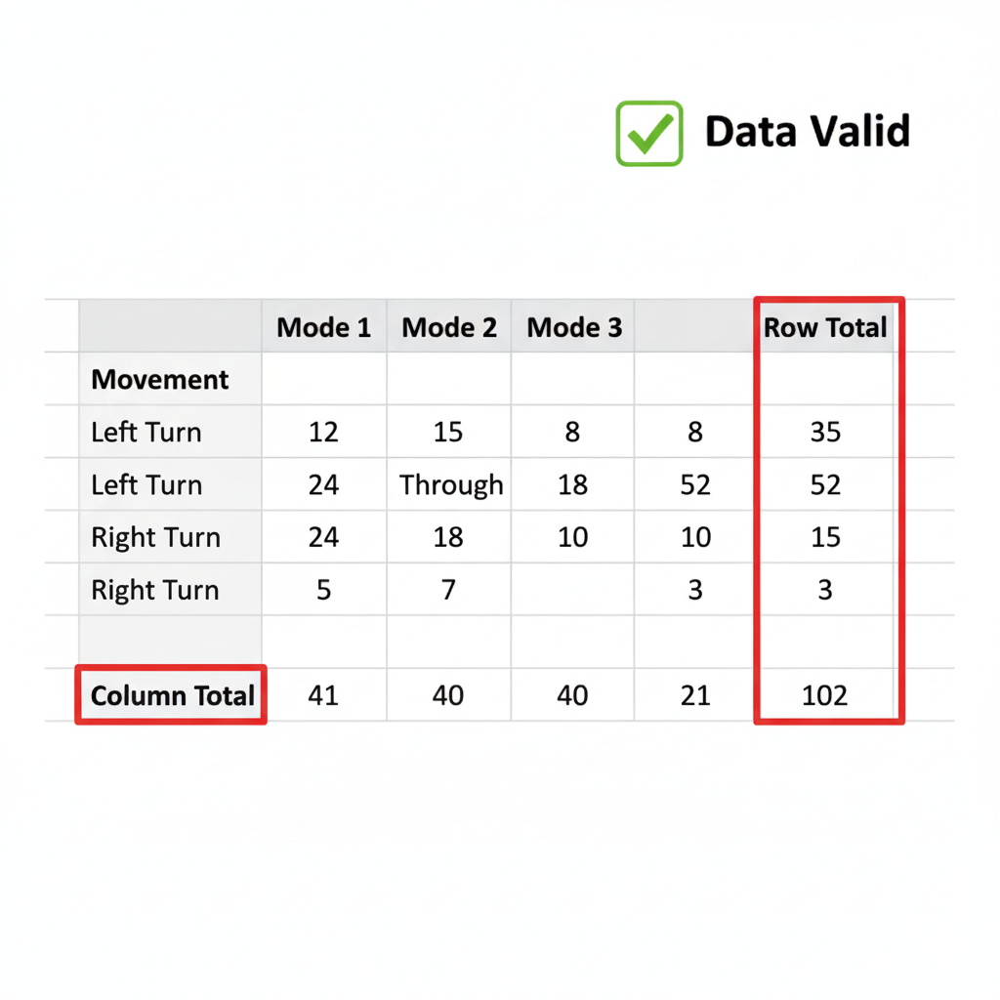 Data Valid
Mode 1 Mode 2 Mode 3 Row Total
Movement
Left Turn 12 15 8 8 35
Left Turn 24 Through 18 52 52
Right Turn 24 18 10 10 15
Right Turn 5 7 3 3
Column Total 41 40 40 21 102